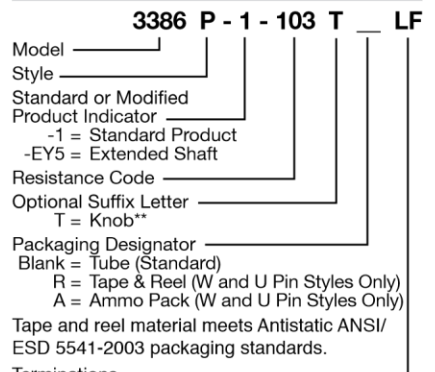 3386 P - 1 - 103 T __ LF
Model
Style
Standard or Modified
Product Indicator
-1 = Standard Product
-EY5 = Extended Shaft
Resistance Code
Optional Suffix Letter
T = Knob**
Packaging Designator
Blank = Tube (Standard)
R = Tape & Reel (W and U Pin Styles Only)
A = Ammo Pack (W and U Pin Styles Only)
Tape and reel material meets Antistatic ANSI/
ESD 5541-2003 packaging standards.
Terminations